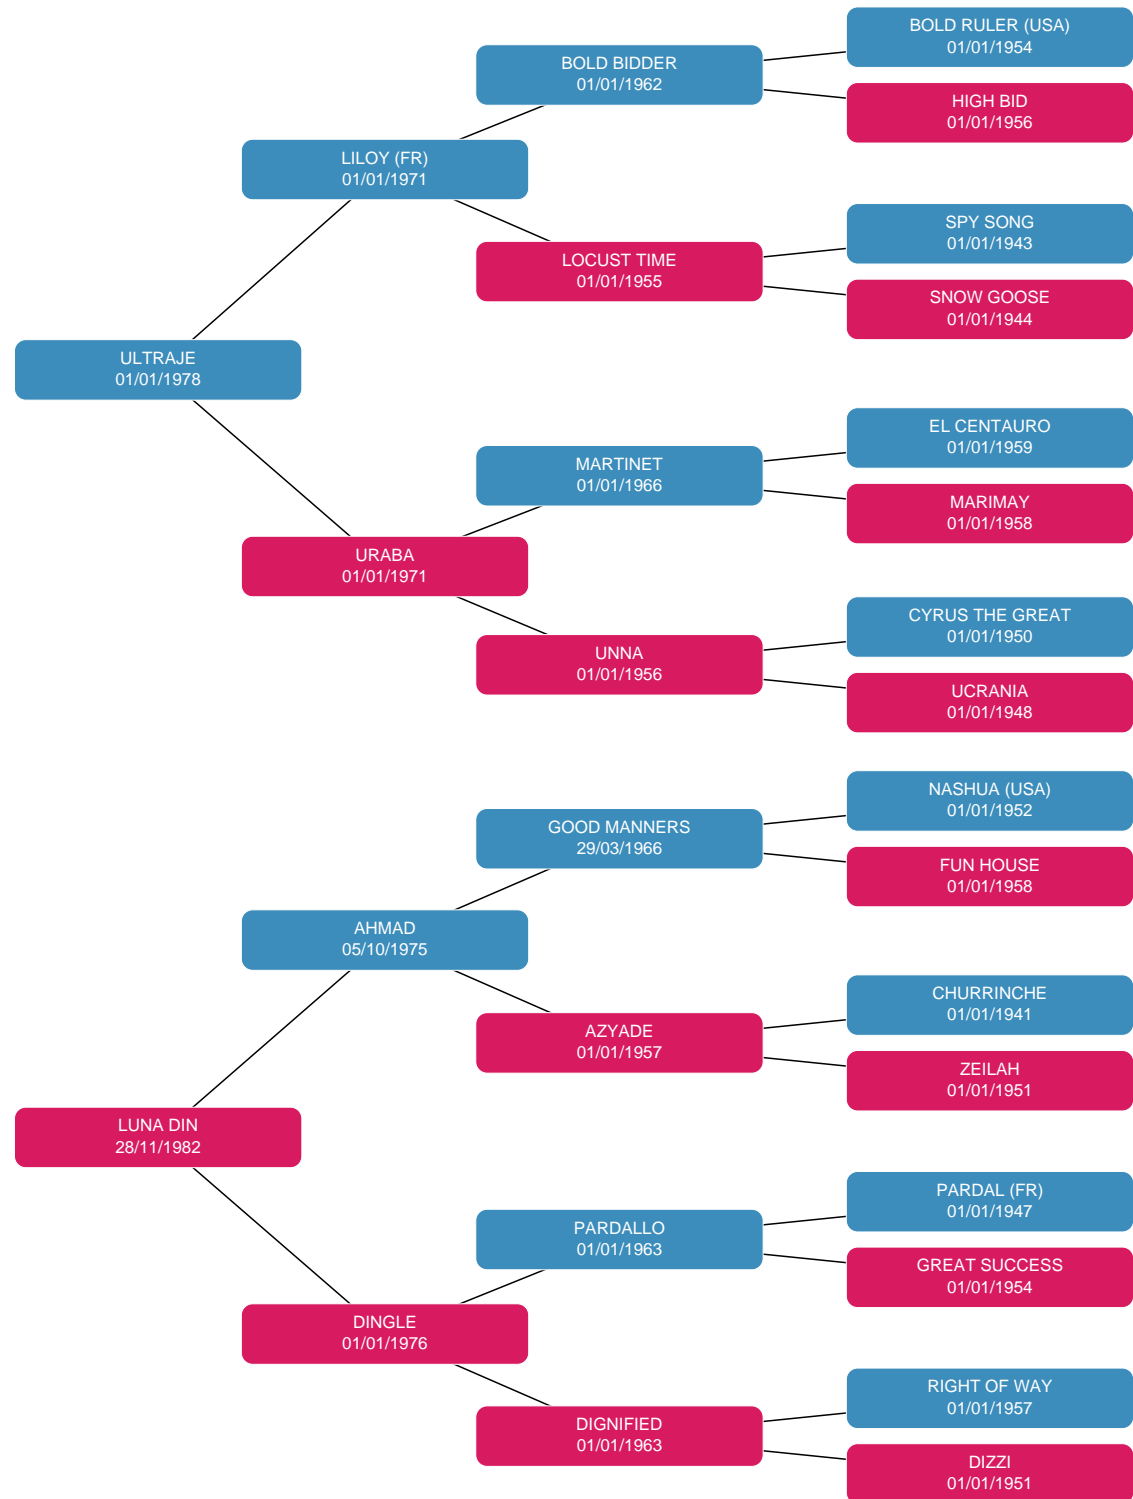 BOLD RULER (USA)
01/01/1954
BOLD BIDDER
01/01/1962
HIGH BID
01/01/1956
LILOY (FR)
01/01/1971
SPY SONG
01/01/1943
LOCUST TIME
01/01/1955
SNOW GOOSE
01/01/1944
ULTRAJE
01/01/1978
EL CENTAURO
01/01/1959
MARTINET
01/01/1966
MARIMAY
01/01/1958
URABA
01/01/1971
CYRUS THE GREAT
01/01/1950
UNNA
01/01/1956
UCRANIA
01/01/1948
NASHUA (USA)
01/01/1952
GOOD MANNERS
29/03/1966
FUN HOUSE
01/01/1958
AHMAD
05/10/1975
CHURRINCHE
01/01/1941
AZYADE
01/01/1957
ZEILAH
01/01/1951
LUNA DIN
28/11/1982
PARDAL (FR)
01/01/1947
PARDALLO
01/01/1963
GREAT SUCCESS
01/01/1954
DINGLE
01/01/1976
RIGHT OF WAY
01/01/1957
DIGNIFIED
01/01/1963
DIZZI
01/01/1951